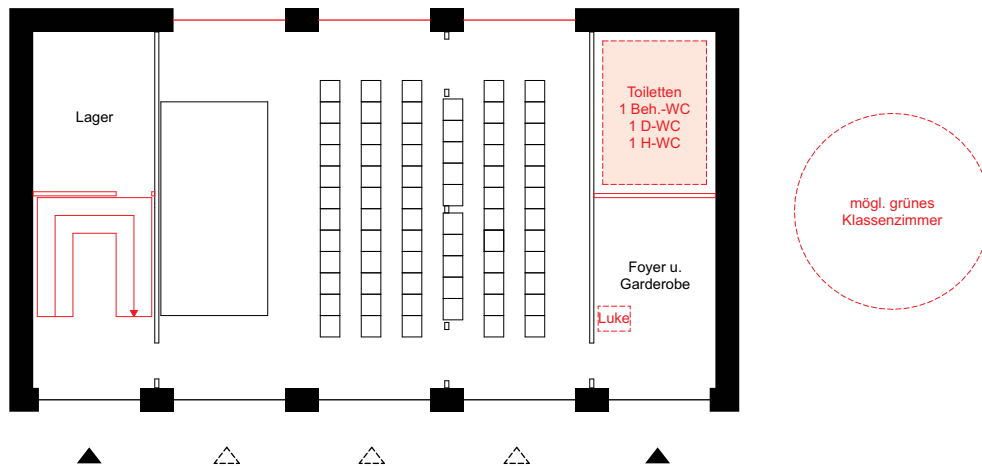 Lager
Toiletten
1 Beh.-WC
1 D-WC
1 H-WC
mögl. grünes
Klassenzimmer
Foyer u.
Garderobe
Luke